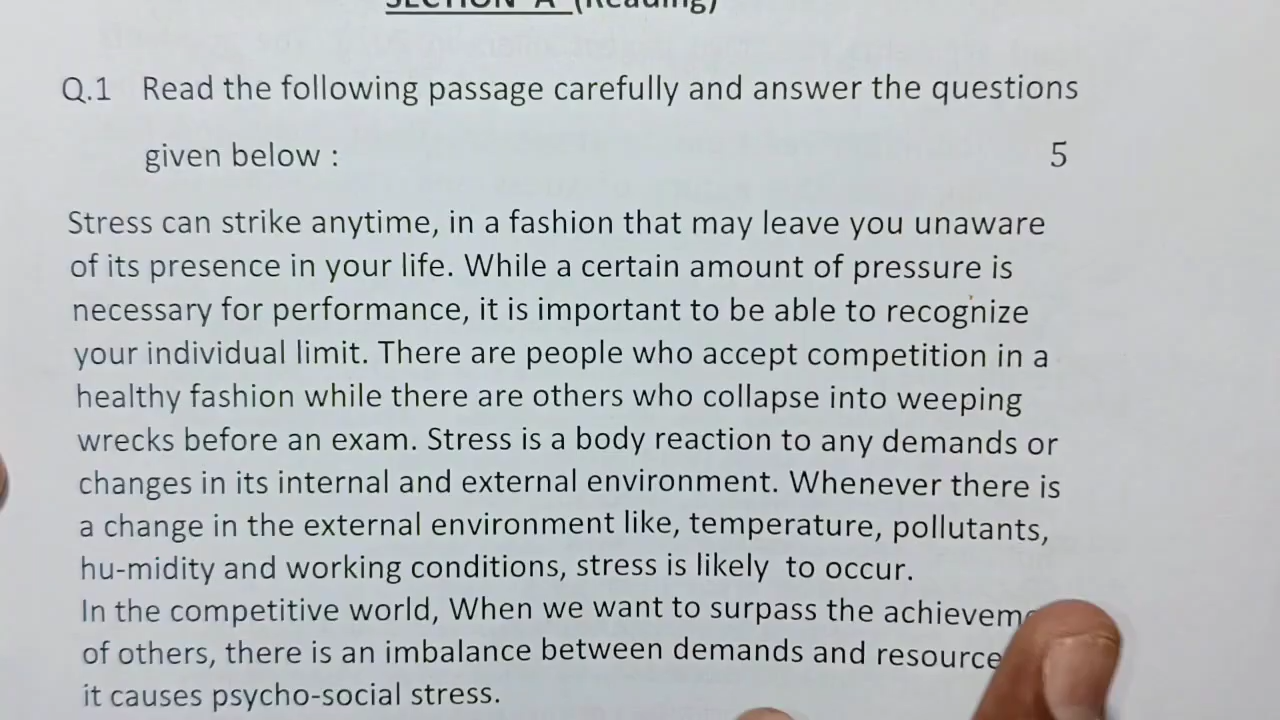 SECTION A (Reading)
Q.1 Read the following passage carefully and answer the questions
given below : 5
Stress can strike anytime, in a fashion that may leave you unaware
of its presence in your life. While a certain amount of pressure is
necessary for performance, it is important to be able to recognize
your individual limit. There are people who accept competition in a
healthy fashion while there are others who collapse into weeping
wrecks before an exam. Stress is a body reaction to any demands or
changes in its internal and external environment. Whenever there is
a change in the external environment like, temperature, pollutants,
hu-midity and working conditions, stress is likely to occur.
In the competitive world, When we want to surpass the
of others, there is an imbalance between demands and
it causes psycho-social stress.